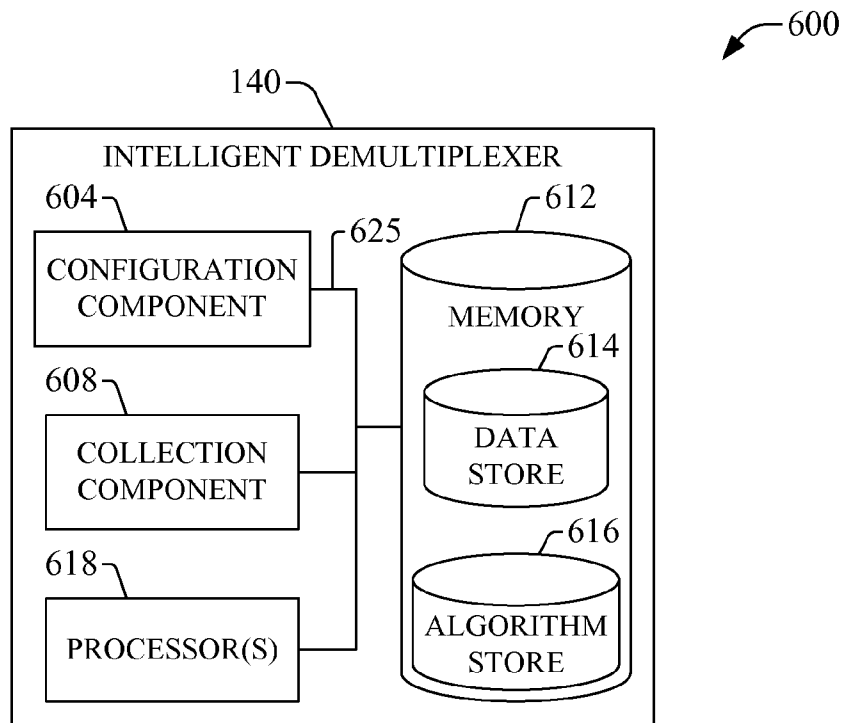 600
140
INTELLIGENT DEMULTIPLEXER
604
625
612
CONFIGURATION
COMPONENT
MEMORY
614
608
DATA
STORE
COLLECTION
COMPONENT
616
618
ALGORITHM
STORE
PROCESSOR(S)